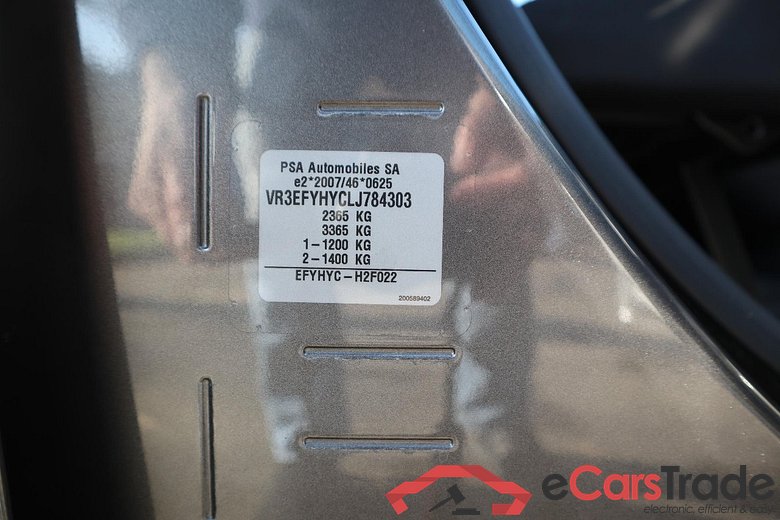 PSA Automobiles SA
e2*2007/46*0625
VR3EFYHYCLJ784303
2365 KG
3365 KG
1-1200 KG
2-1400 KG
EFYHYC-H2F022
200589402
eCarsTrade
electronic, efficient & easy